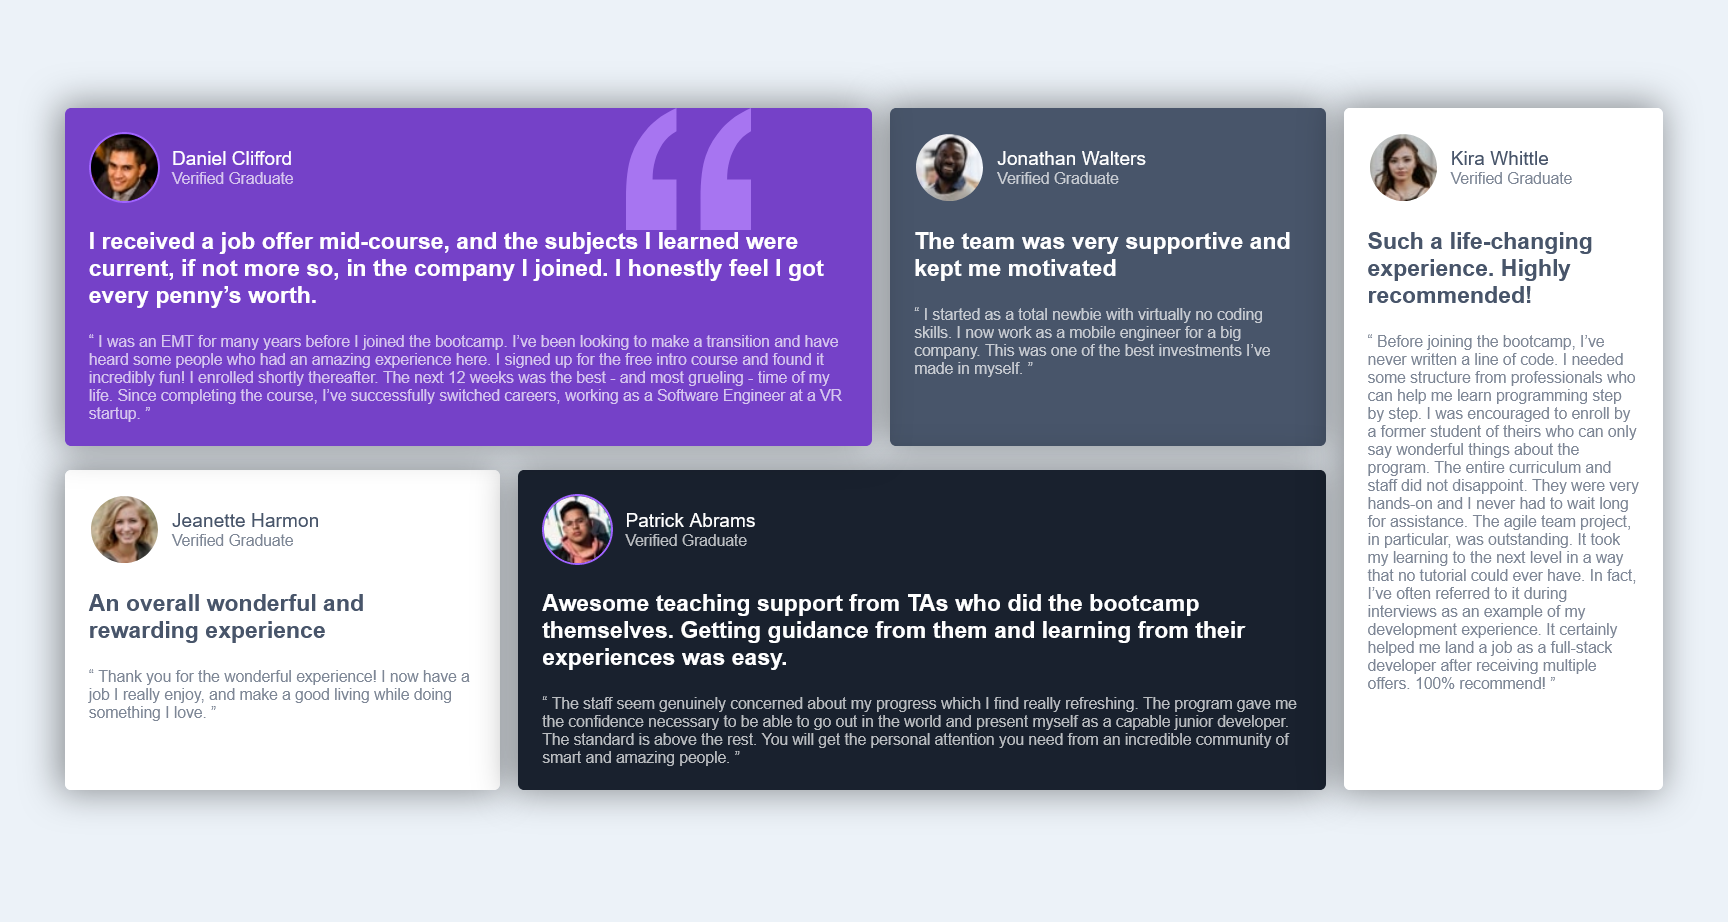 Daniel Clifford
Verified Graduate
I received a job offer mid-course, and the subjects I learned were
current, if not more so, in the company I joined. I honestly feel I got
every penny’s worth.
“ I was an EMT for many years before I joined the bootcamp. I’ve been looking to make a transition and have
heard some people who had an amazing experience here. I signed up for the free intro course and found it
incredibly fun! I enrolled shortly thereafter. The next 12 weeks was the best - and most grueling - time of my
life. Since completing the course, I’ve successfully switched careers, working as a Software Engineer at a VR
startup. ”
Jonathan Walters
Verified Graduate
The team was very supportive and
kept me motivated
“ I started as a total newbie with virtually no coding
skills. I now work as a mobile engineer for a big
company. This was one of the best investments I’ve
made in myself. ”
Kira Whittle
Verified Graduate
Such a life-changing
experience. Highly
recommended!
“ Before joining the bootcamp, I’ve
never written a line of code. I needed
some structure from professionals who
can help me learn programming step
by step. I was encouraged to enroll by
a former student of theirs who can only
say wonderful things about the
program. The entire curriculum and
staff did not disappoint. They were very
hands-on and I never had to wait long
for assistance. The agile team project,
in particular, was outstanding. It took
my learning to the next level in a way
that no tutorial could ever have. In fact,
I’ve often referred to it during
interviews as an example of my
development experience. It certainly
helped me land a job as a full-stack
developer after receiving multiple
offers. 100% recommend! ”
Jeanette Harmon
Verified Graduate
An overall wonderful and
rewarding experience
“ Thank you for the wonderful experience! I now have a
job I really enjoy, and make a good living while doing
something I love. ”
Patrick Abrams
Verified Graduate
Awesome teaching support from TAs who did the bootcamp
themselves. Getting guidance from them and learning from their
experiences was easy.
“ The staff seem genuinely concerned about my progress which I find really refreshing. The program gave me
the confidence necessary to be able to go out in the world and present myself as a capable junior developer.
The standard is above the rest. You will get the personal attention you need from an incredible community of
smart and amazing people. ”